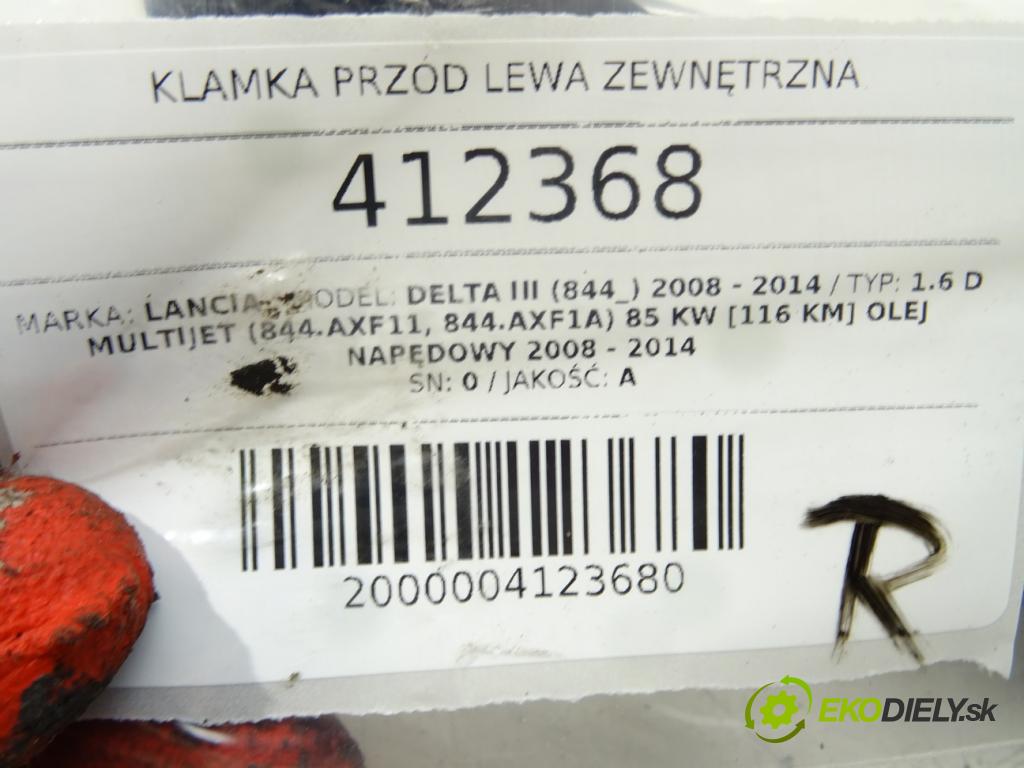 KLAMKA PRZÓD LEWA ZEWNĘTRZNA
412368
MARKA: LANCIA / MODEL: DELTA III (844_) 2008 - 2014 / TYP: 1.6 D
MULTIJET (844.AXF11, 844.AXF1A) 85 KW [116 KM] OLEJ
NAPĘDOWY 2008 - 2014
SN: 0 / JAKOŚĆ: A
2000004123680
R
EKODIELY.sk